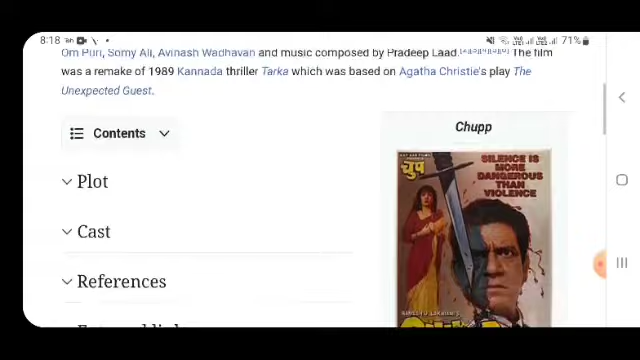 8:18
71%
Om Puri, Somy Ali, Avinash Wadhavan and music composed by Pradeep Laad. The film
was a remake of 1989 Kannada thriller Tarka which was based on Agatha Christie's play The
Unexpected Guest.
Contents
Chupp
Plot
Cast
References
चुप
SILENCE IS
MORE
DANGEROUS
THAN
VIOLENCE